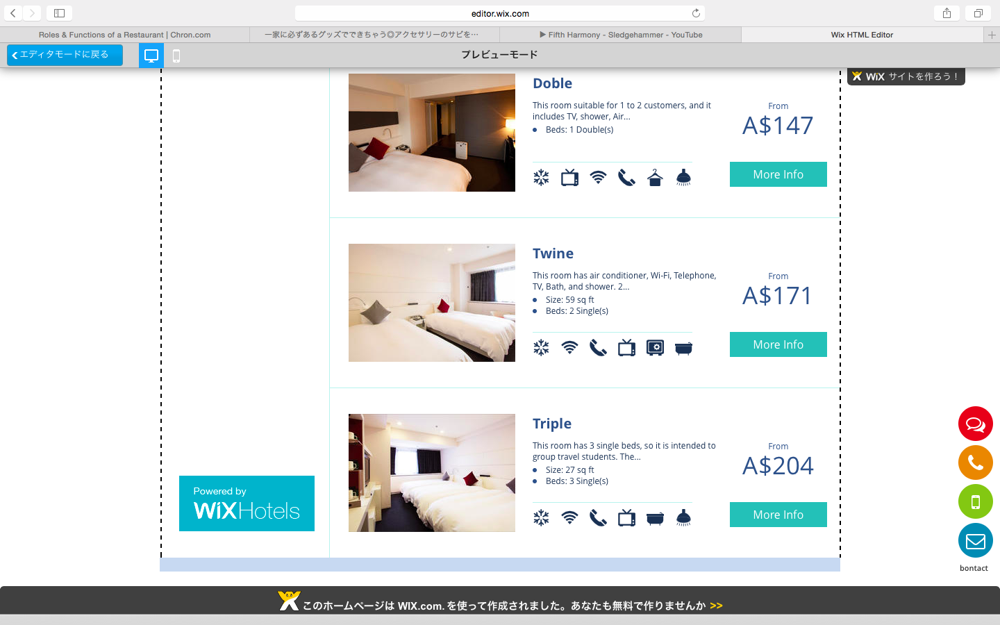 editor.wix.com
Roles & Functions of a Restaurant | Chron.com
一家に必ずあるグッズでできちゃう◎アクセサリーのサビを…
▶ Fifth Harmony - Sledgehammer - YouTube
Wix HTML Editor
エディタモードに戻る
プレビューモード
WiX サイトを作ろう！
Doble
This room suitable for 1 to 2 customers, and it
includes TV, shower, Air...
Beds: 1 Double(s)
From
A$147
More Info
Twine
This room has air conditioner, Wi-Fi, Telephone,
TV, Bath, and shower. 2...
Size: 59 sq ft
Beds: 2 Single(s)
From
A$171
More Info
Triple
This room has 3 single beds, so it is intended to
group travel students. The...
Size: 27 sq ft
Beds: 3 Single(s)
From
A$204
More Info
Powered by
WiXHotels
bontact
このホームページは WIX.com. を使って作成されました。あなたも無料で作りませんか >>